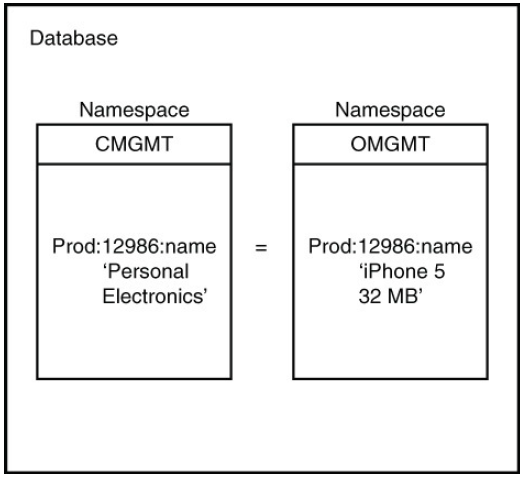 Database
Namespace
CMGMT
Prod:12986:name
‘Personal
Electronics’
=
Namespace
OMGMT
Prod:12986:name
‘iPhone 5
32 MB’